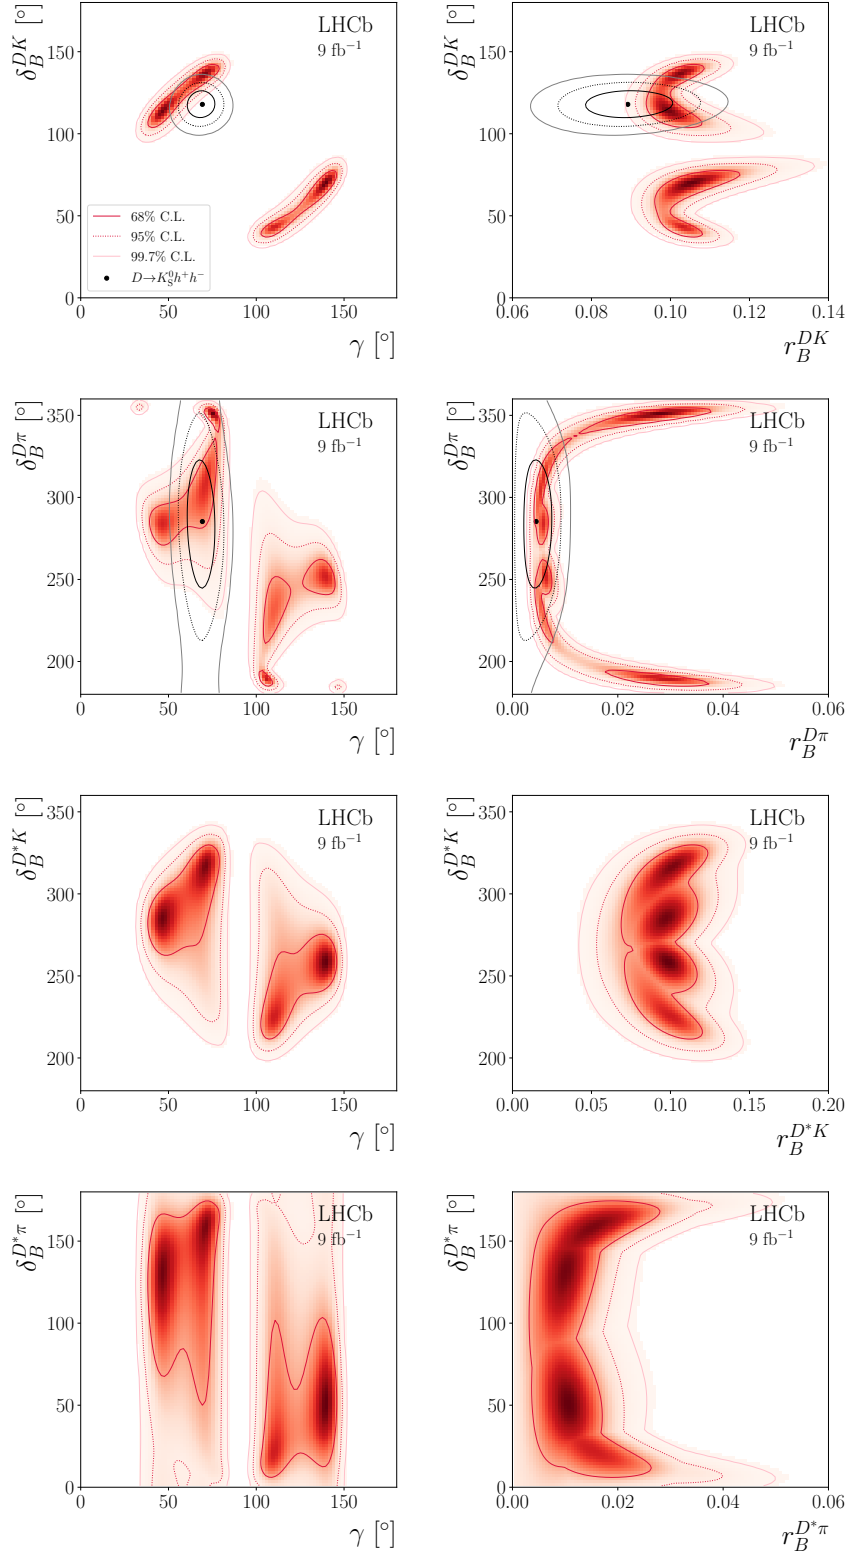 δ_B^{DK} [°]
LHCb
9 fb⁻¹
150
100
50
0
68% C.L.
95% C.L.
99.7% C.L.
D→K_S^0h⁺h⁻
0 50 100 150
γ [°]
δ_B^{DK} [°]
LHCb
9 fb⁻¹
150
100
50
0
0.06 0.08 0.10 0.12 0.14
r_B^{DK}
δ_B^{Dπ} [°]
LHCb
9 fb⁻¹
350
300
250
200
0 50 100 150
γ [°]
δ_B^{Dπ} [°]
LHCb
9 fb⁻¹
350
300
250
200
0.00 0.02 0.04 0.06
r_B^{Dπ}
δ_B^{D*K} [°]
LHCb
9 fb⁻¹
350
300
250
200
0 50 100 150
γ [°]
δ_B^{D*K} [°]
LHCb
9 fb⁻¹
350
300
250
200
0.00 0.05 0.10 0.15 0.20
r_B^{D*K}
δ_B^{D*π} [°]
LHCb
9 fb⁻¹
150
100
50
0
0 50 100 150
γ [°]
δ_B^{D*π} [°]
LHCb
9 fb⁻¹
150
100
50
0
0.00 0.02 0.04 0.06
r_B^{D*π}